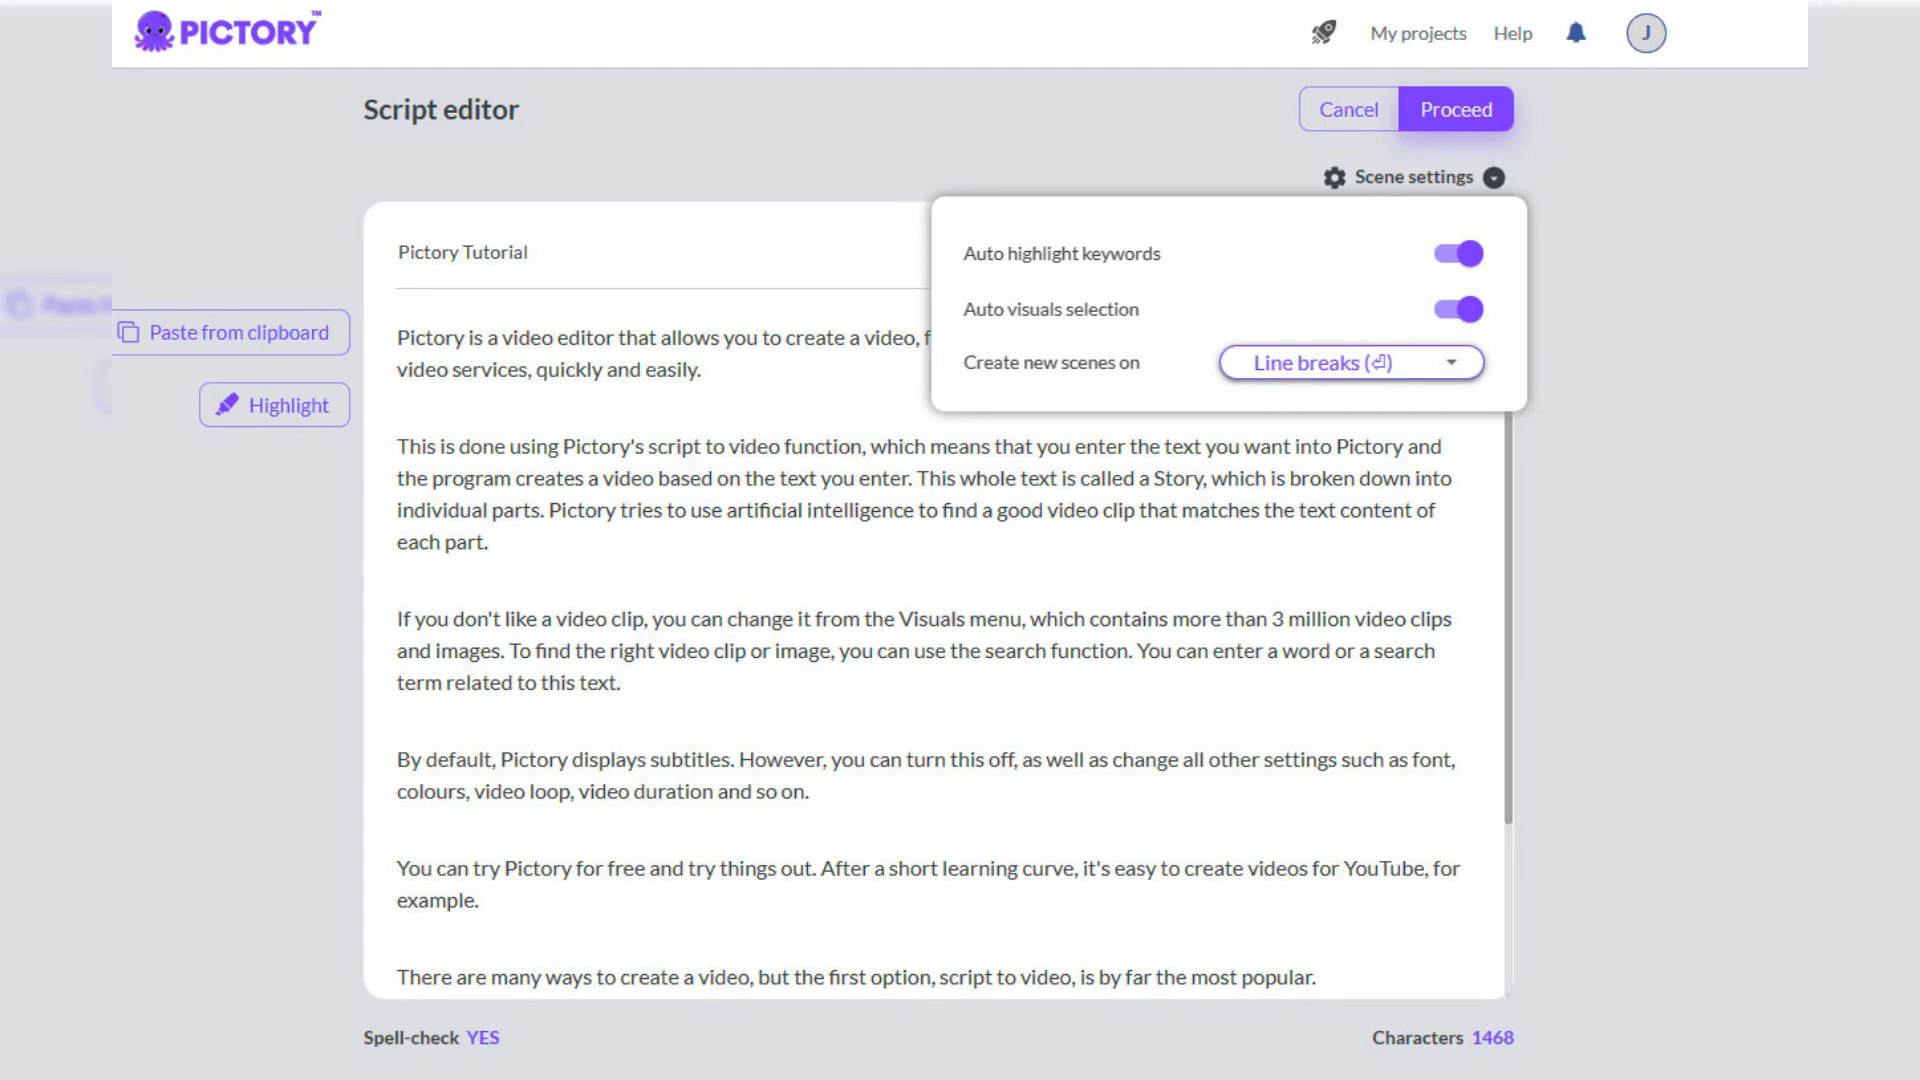 PICTORY™
My projects
Help
J
Script editor
Cancel
Proceed
Scene settings
Pictory Tutorial
Auto highlight keywords
Auto visuals selection
Create new scenes on
Line breaks (⏎)
Paste from clipboard
Highlight
Pictory is a video editor that allows you to create a video,
video services, quickly and easily.
This is done using Pictory's script to video function, which means that you enter the text you want into Pictory and
the program creates a video based on the text you enter. This whole text is called a Story, which is broken down into
individual parts. Pictory tries to use artificial intelligence to find a good video clip that matches the text content of
each part.
If you don't like a video clip, you can change it from the Visuals menu, which contains more than 3 million video clips
and images. To find the right video clip or image, you can use the search function. You can enter a word or a search
term related to this text.
By default, Pictory displays subtitles. However, you can turn this off, as well as change all other settings such as font,
colours, video loop, video duration and so on.
You can try Pictory for free and try things out. After a short learning curve, it's easy to create videos for YouTube, for
example.
There are many ways to create a video, but the first option, script to video, is by far the most popular.
Spell-check YES
Characters 1468